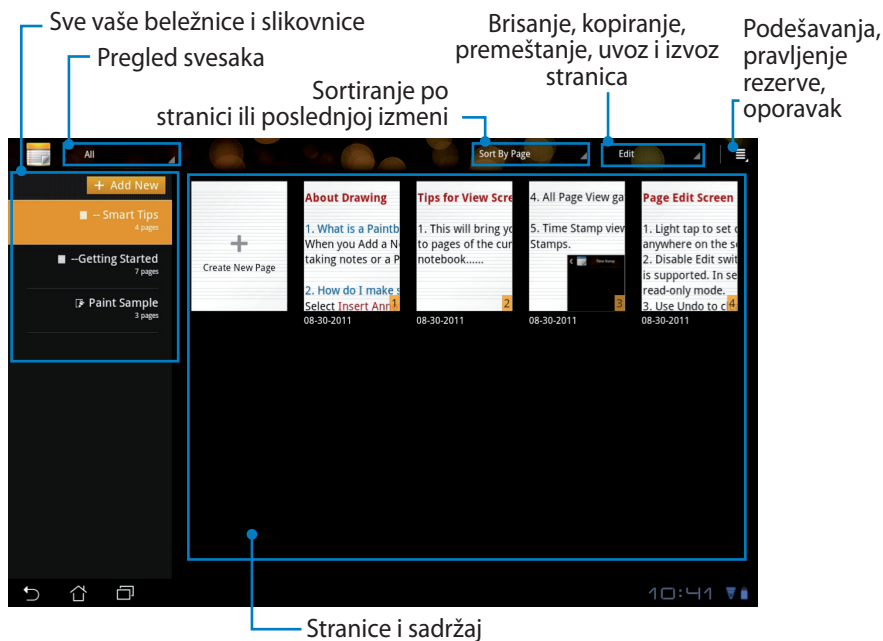 Sve vaše beležnice i slikovnice
Pregled svesaka
Sortiranje po
stranici ili poslednjoj izmeni
Brisanje, kopiranje,
premeštanje, uvoz i izvoz
stranica
Podešavanja,
pravljenje
rezerve,
oporavak
All
Sort By Page
Edit
+ Add New
-- Smart Tips
4 pages
--Getting Started
7 pages
Paint Sample
3 pages
Create New Page
About Drawing
1. What is a Paintb
When you Add a N
taking notes or a P
2. How do I make s
Select Insert Ann
1
08-30-2011
Tips for View Scre
1. This will bring yo
to pages of the cur
notebook......
2
08-30-2011
4. All Page View ga
5. Time Stamp view
Stamps.
3
08-30-2011
Page Edit Screen
1. Light tap to set c
anywhere on the s
2. Disable Edit swit
is supported. In se
read-only mode.
3. Use Undo to c
4
08-30-2011
10:41
Stranice i sadržaj